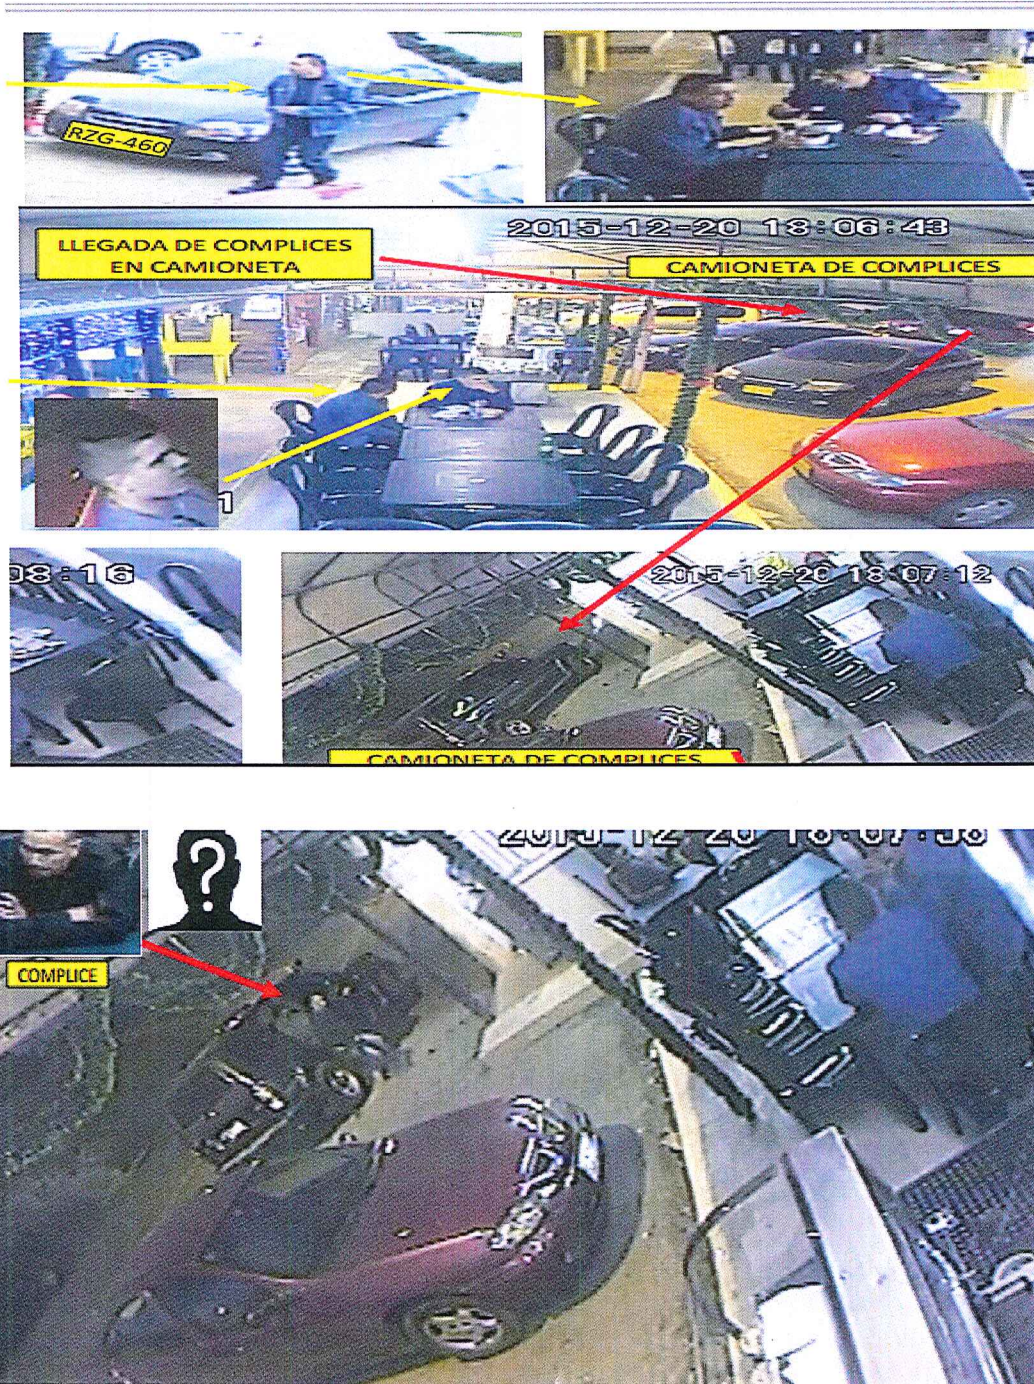 RZG-460
2015-12-20 18:06:43
LLEGADA DE COMPLICES
EN CAMIONETA
CAMIONETA DE COMPLICES
1
08:16
2015-12-20 18:07:12
CAMIONETA DE COMPLICES
?
COMPLICE